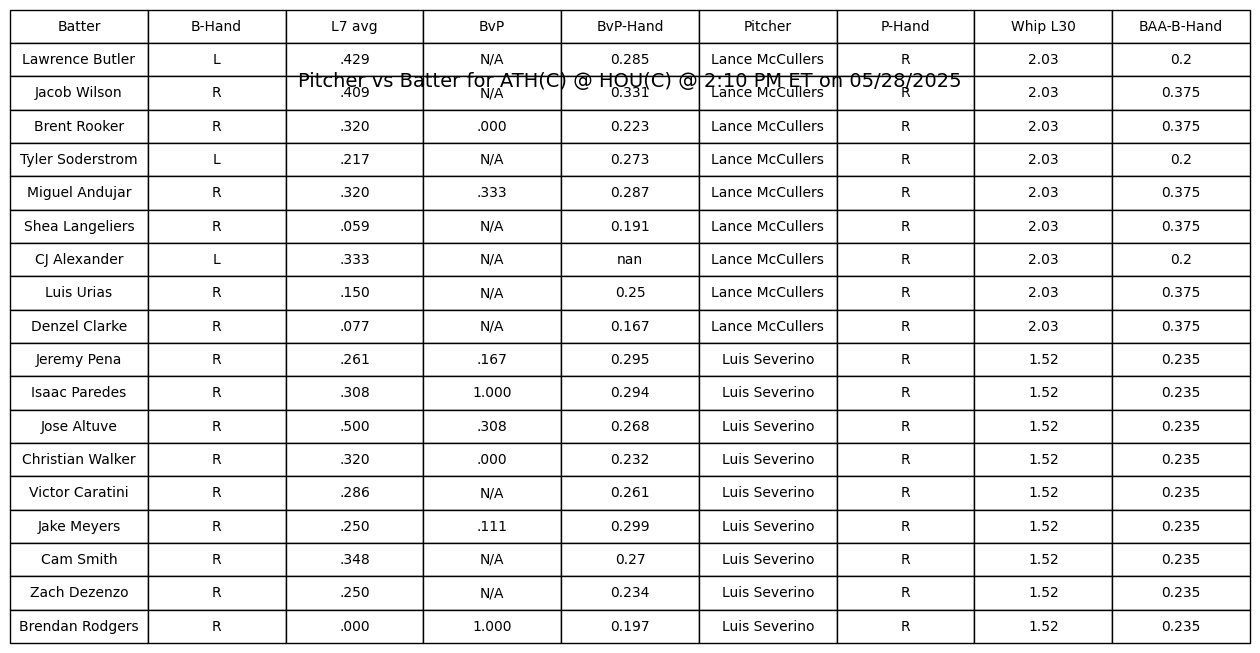 Batter B-Hand L7 avg BvP BvP-Hand Pitcher P-Hand Whip L30 BAA-B-Hand
Lawrence Butler L .429 N/A 0.285 Lance McCullers R 2.03 0.2
Pitcher vs Batter for ATH(C) @ HOU(C) @ 2:10 PM ET on 05/28/2025
Jacob Wilson R .409 N/A 0.331 Lance McCullers R 2.03 0.375
Brent Rooker R .320 .000 0.223 Lance McCullers R 2.03 0.375
Tyler Soderstrom L .217 N/A 0.273 Lance McCullers R 2.03 0.2
Miguel Andujar R .320 .333 0.287 Lance McCullers R 2.03 0.375
Shea Langeliers R .059 N/A 0.191 Lance McCullers R 2.03 0.375
CJ Alexander L .333 N/A nan Lance McCullers R 2.03 0.2
Luis Urias R .150 N/A 0.25 Lance McCullers R 2.03 0.375
Denzel Clarke R .077 N/A 0.167 Lance McCullers R 2.03 0.375
Jeremy Pena R .261 .167 0.295 Luis Severino R 1.52 0.235
Isaac Paredes R .308 1.000 0.294 Luis Severino R 1.52 0.235
Jose Altuve R .500 .308 0.268 Luis Severino R 1.52 0.235
Christian Walker R .320 .000 0.232 Luis Severino R 1.52 0.235
Victor Caratini R .286 N/A 0.261 Luis Severino R 1.52 0.235
Jake Meyers R .250 .111 0.299 Luis Severino R 1.52 0.235
Cam Smith R .348 N/A 0.27 Luis Severino R 1.52 0.235
Zach Dezenzo R .250 N/A 0.234 Luis Severino R 1.52 0.235
Brendan Rodgers R .000 1.000 0.197 Luis Severino R 1.52 0.235